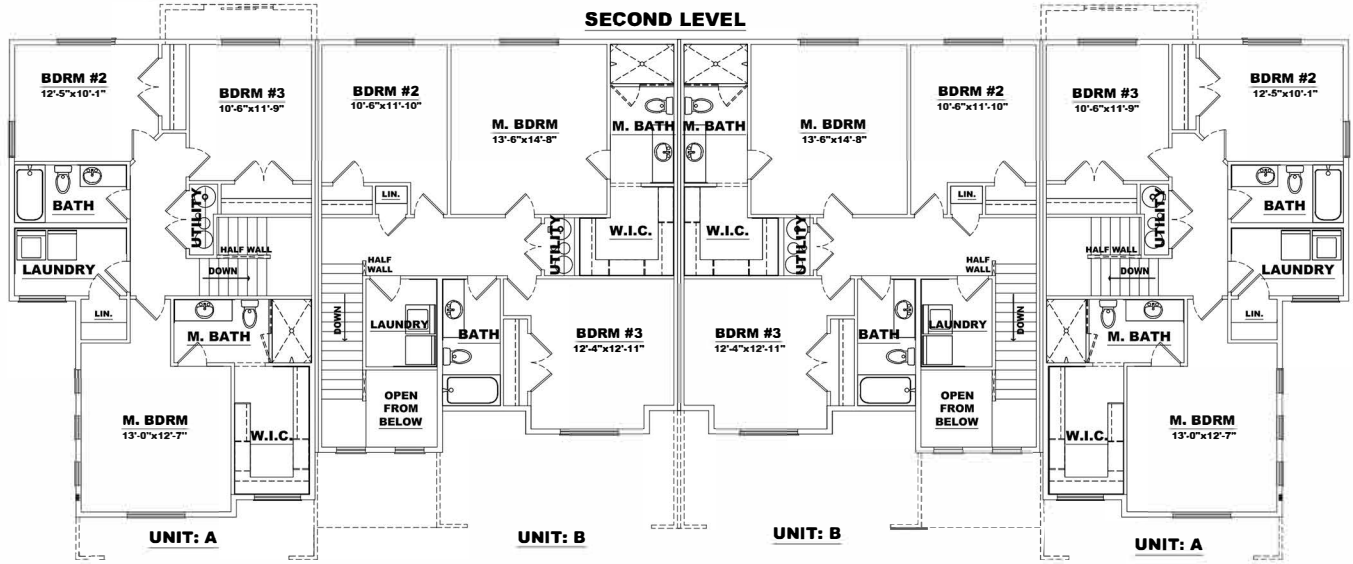 SECOND LEVEL
BDRM #2
12'-5"x10'-1"
BDRM #3
10'-6"x11'-9"
BATH
UTILITY
LAUNDRY
HALF WALL
DOWN
LIN.
M. BATH
M. BDRM
13'-0"x12'-7"
W.I.C.
UNIT: A
BDRM #2
10'-6"x11'-10"
M. BDRM
13'-6"x14'-8"
M. BATH
LIN.
W.I.C.
UTILITY
HALF
WALL
DOWN
LAUNDRY
BATH
BDRM #3
12'-4"x12'-11"
OPEN
FROM
BELOW
UNIT: B
M. BATH
M. BDRM
13'-6"x14'-8"
BDRM #2
10'-6"x11'-10"
LIN.
W.I.C.
UTILITY
HALF
WALL
DOWN
BDRM #3
12'-4"x12'-11"
BATH
LAUNDRY
OPEN
FROM
BELOW
UNIT: B
BDRM #3
10'-6"x11'-9"
BDRM #2
12'-5"x10'-1"
UTILITY
BATH
HALF WALL
DOWN
LAUNDRY
LIN.
M. BATH
M. BDRM
13'-0"x12'-7"
W.I.C.
UNIT: A